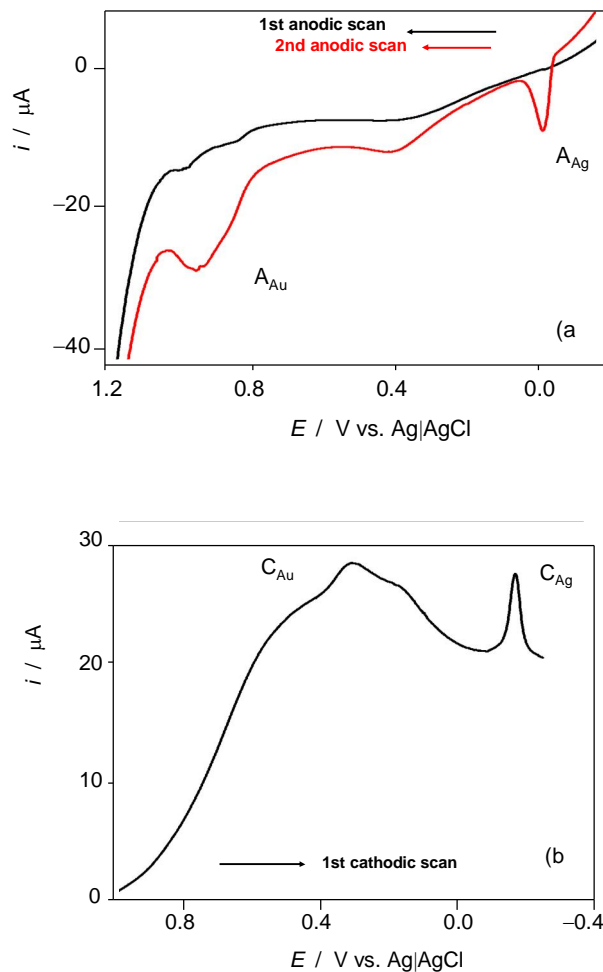 1st anodic scan
2nd anodic scan
i / μA
0
−20
−40
A_Ag
A_Au
(a
1.2 0.8 0.4 0.0
E / V vs. Ag|AgCl
30
20
10
0
i / μA
C_Au
C_Ag
1st cathodic scan
(b
0.8 0.4 0.0 −0.4
E / V vs. Ag|AgCl